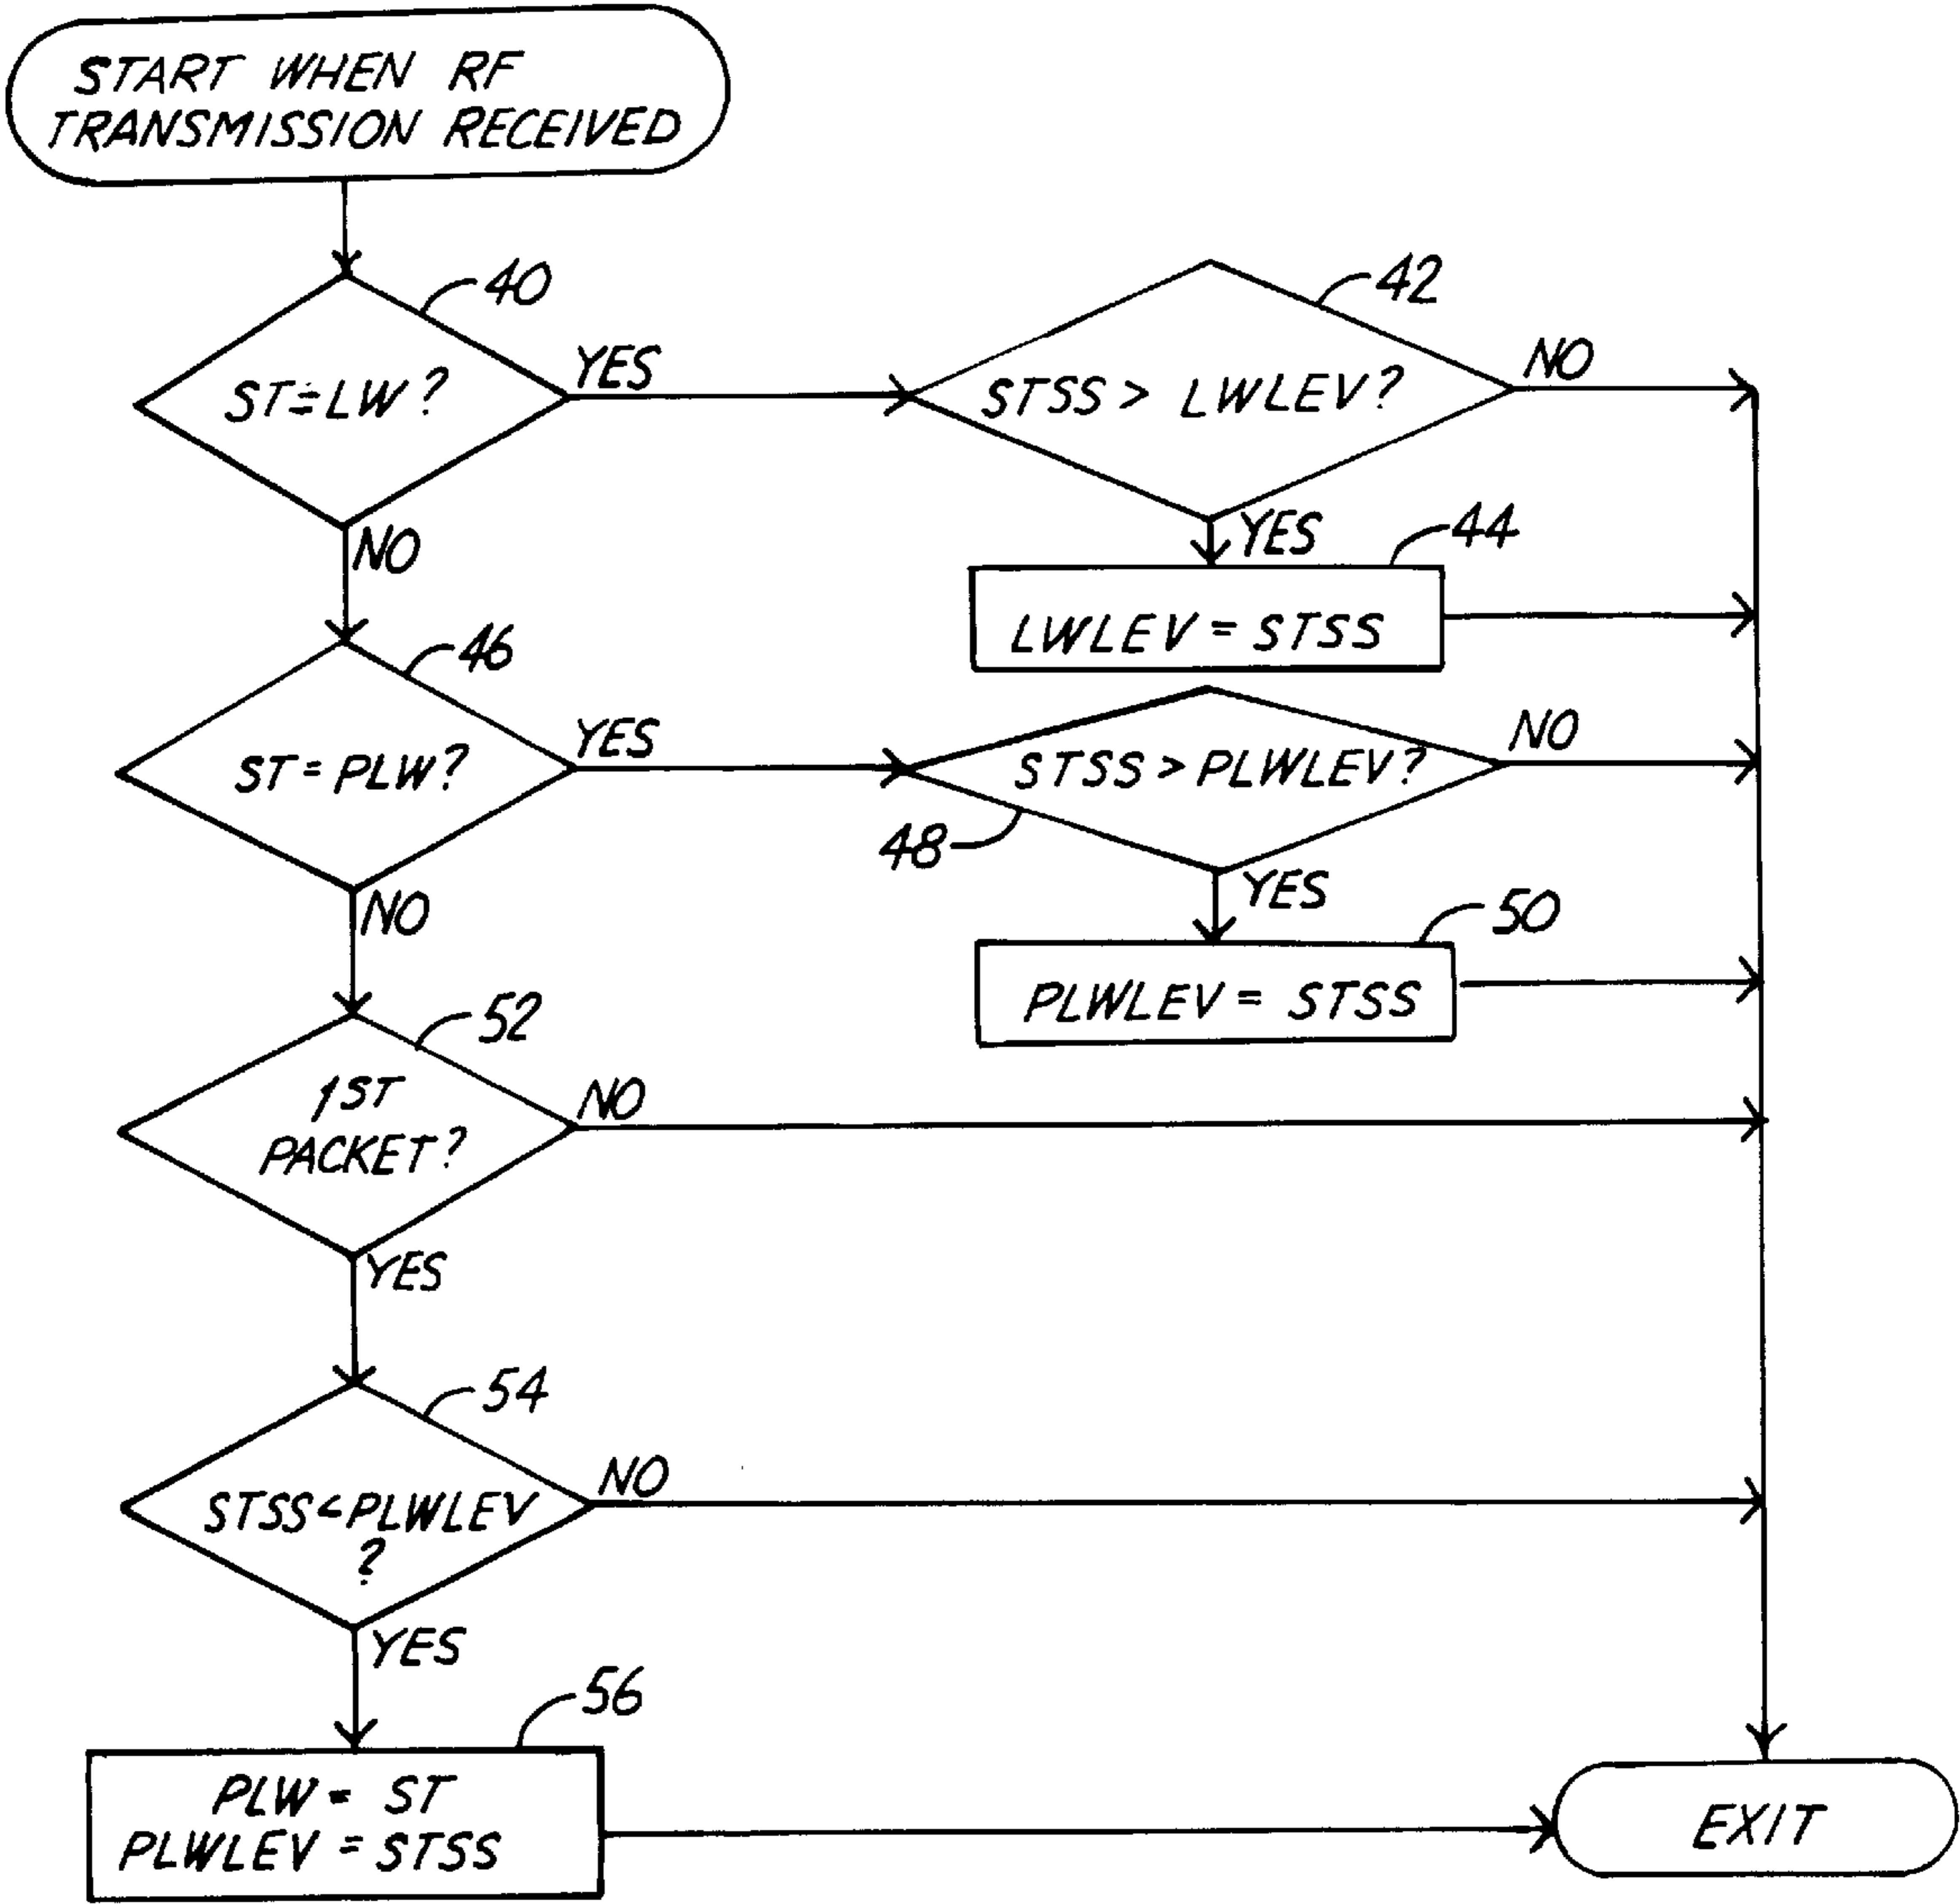 START WHEN RF
TRANSMISSION RECEIVED
40
ST=LW?
YES
NO
42
STSS > LWLEV?
NO
YES
44
LWLEV = STSS
46
ST=PLW?
YES
NO
48
STSS > PLWLEV?
NO
YES
50
PLWLEV = STSS
52
1ST
PACKET?
NO
YES
54
STSS < PLWLEV
?
NO
YES
56
PLW = ST
PLWLEV = STSS
EXIT